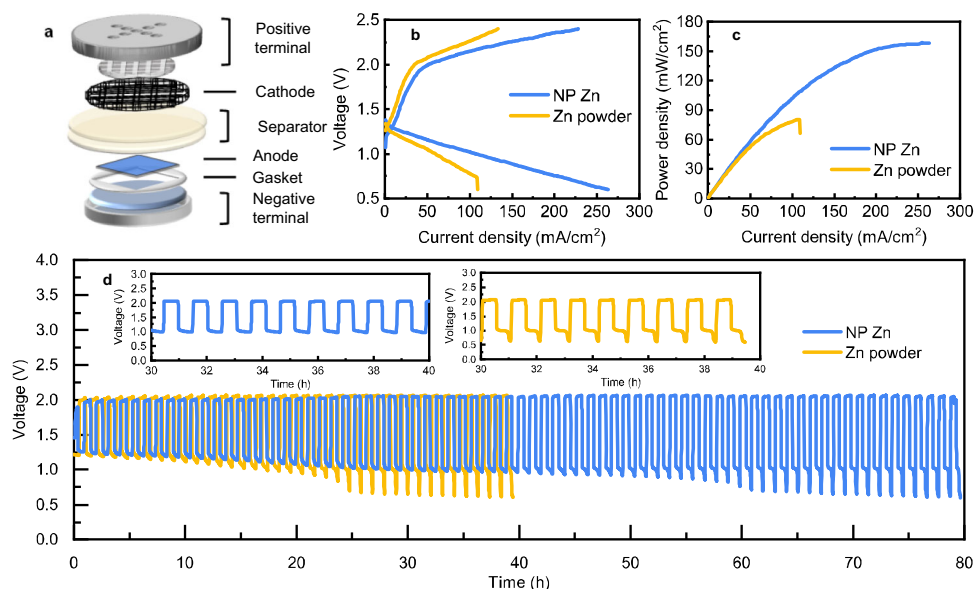 a
Positive
terminal
Cathode
Separator
Anode
Gasket
Negative
terminal
b
Voltage (V)
2.5
2.0
1.5
1.0
0.5
NP Zn
Zn powder
0 50 100 150 200 250 300
Current density (mA/cm²)
c
Power density (mW/cm²)
180
150
120
90
60
30
0
NP Zn
Zn powder
0 50 100 150 200 250 300
Current density (mA/cm²)
d
Voltage (V)
4.0
3.5
3.0
2.5
2.0
1.5
1.0
0.5
0.0
Voltage (V)
3.0
2.5
2.0
1.5
1.0
0.5
0.0
30 32 34 36 38 40
Time (h)
Voltage (V)
3.0
2.5
2.0
1.5
1.0
0.5
0.0
30 32 34 36 38 40
Time (h)
NP Zn
Zn powder
0 10 20 30 40 50 60 70 80
Time (h)